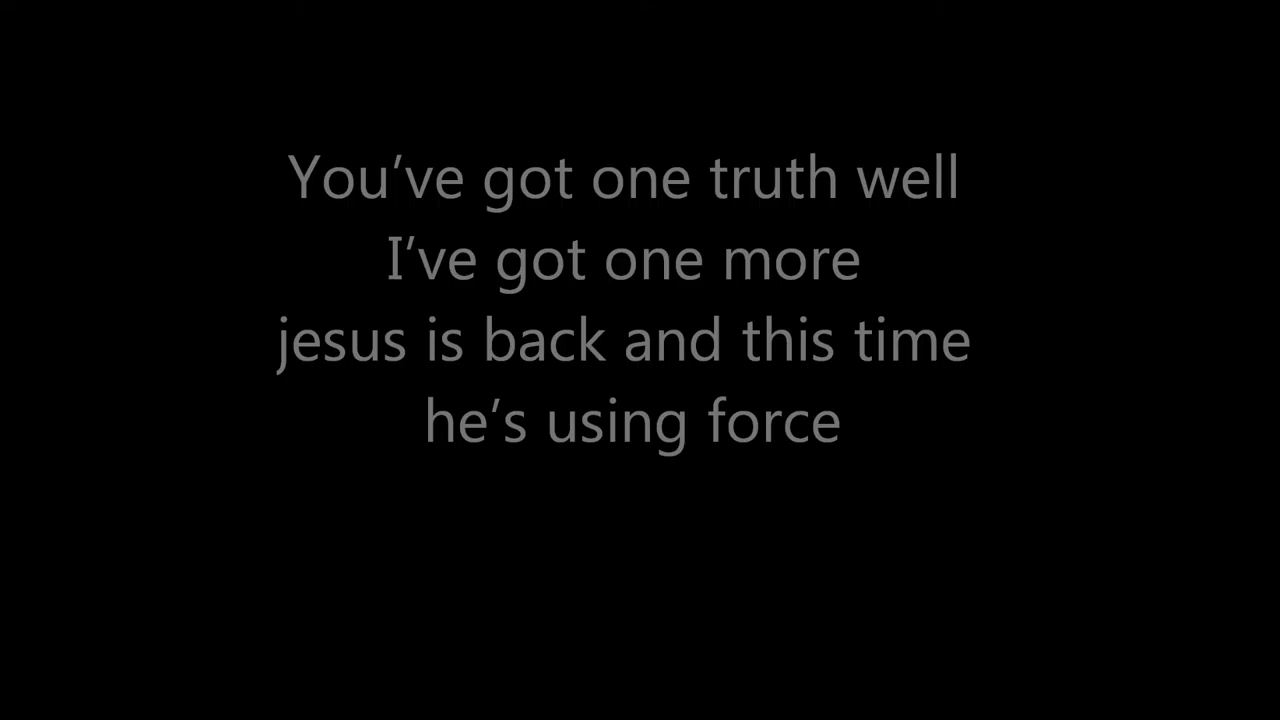 You’ve got one truth well
I’ve got one more
jesus is back and this time
he’s using force